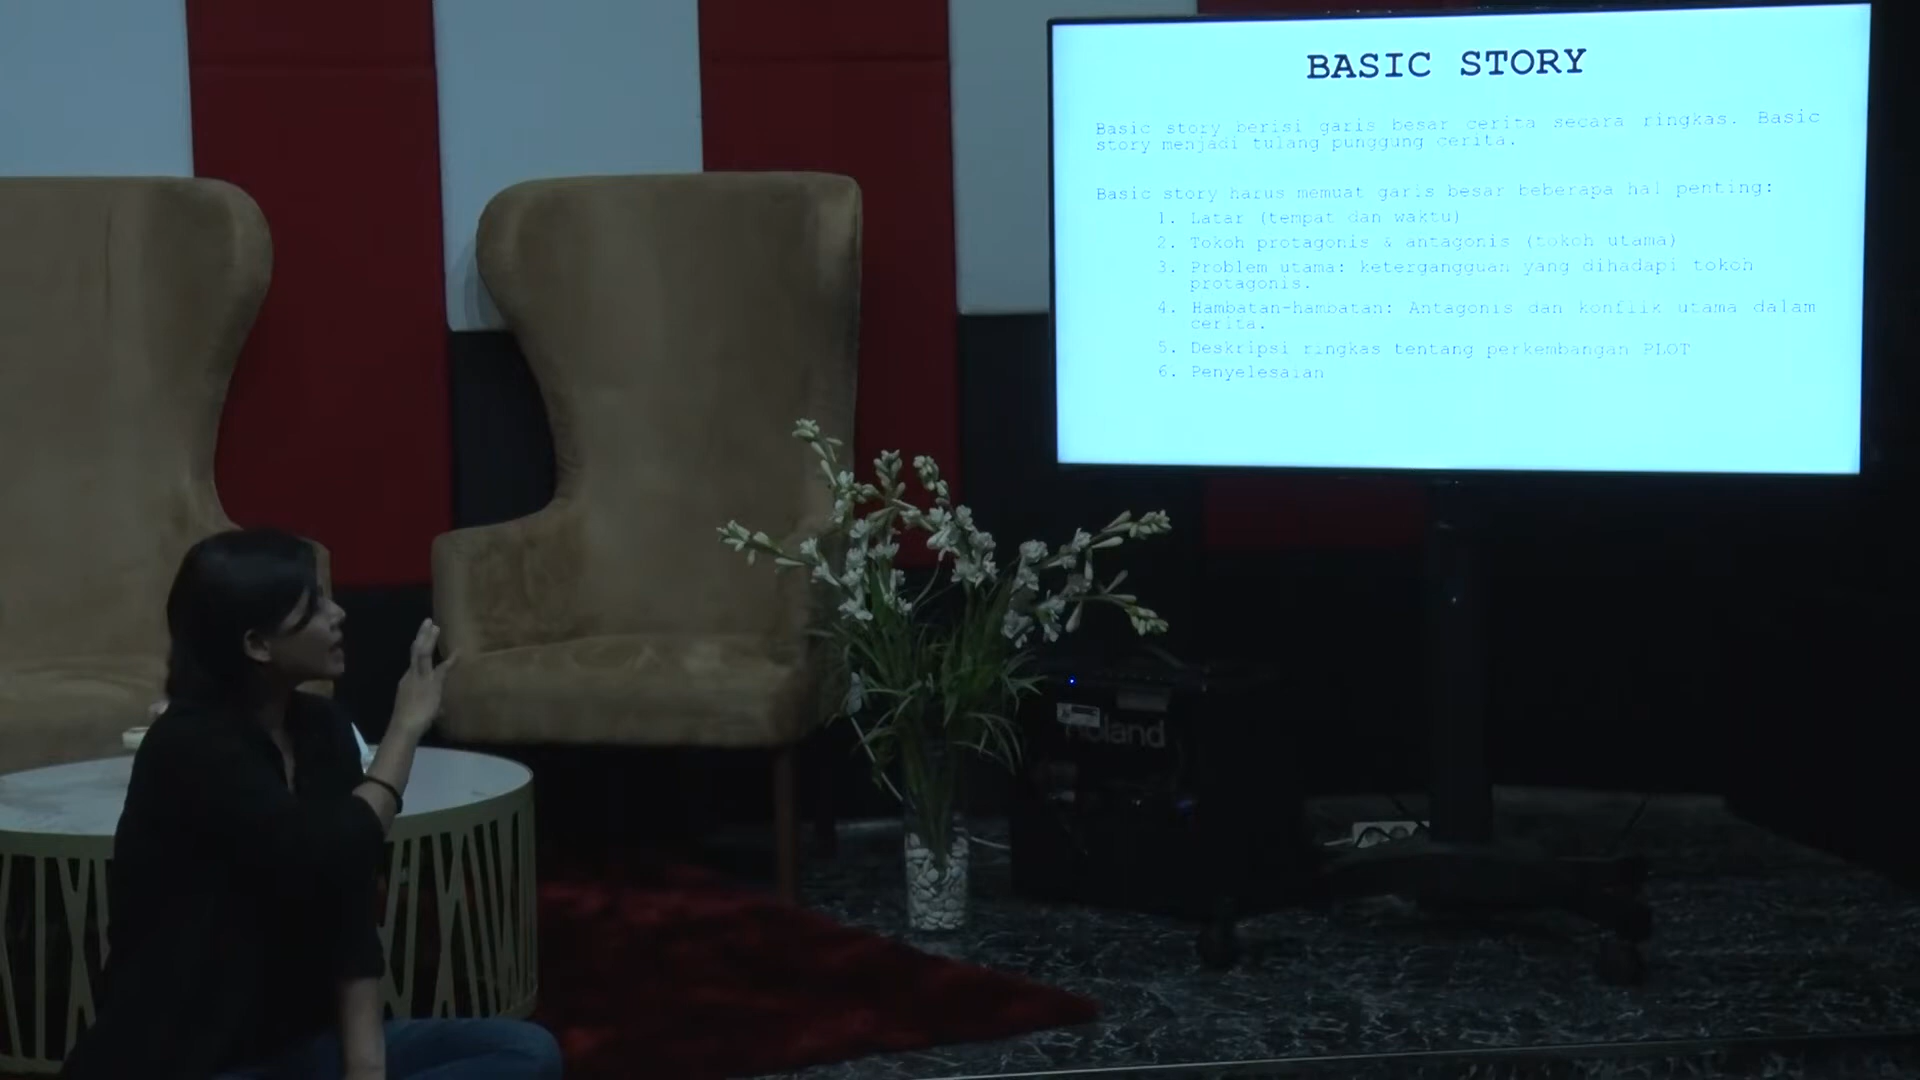 BASIC STORY
Basic story berisi garis besar cerita secara ringkas. Basic
story menjadi tulang punggung cerita.
Basic story harus memuat garis besar beberapa hal penting:
1. Latar (tempat dan waktu)
2. Tokoh protagonis & antagonis (tokoh utama)
3. Problem utama: ketergangguan yang dihadapi tokoh
protagonis.
4. Hambatan-hambatan: Antagonis dan konflik utama dalam
cerita.
5. Deskripsi ringkas tentang perkembangan PLOT
6. Penyelesaian
Roland